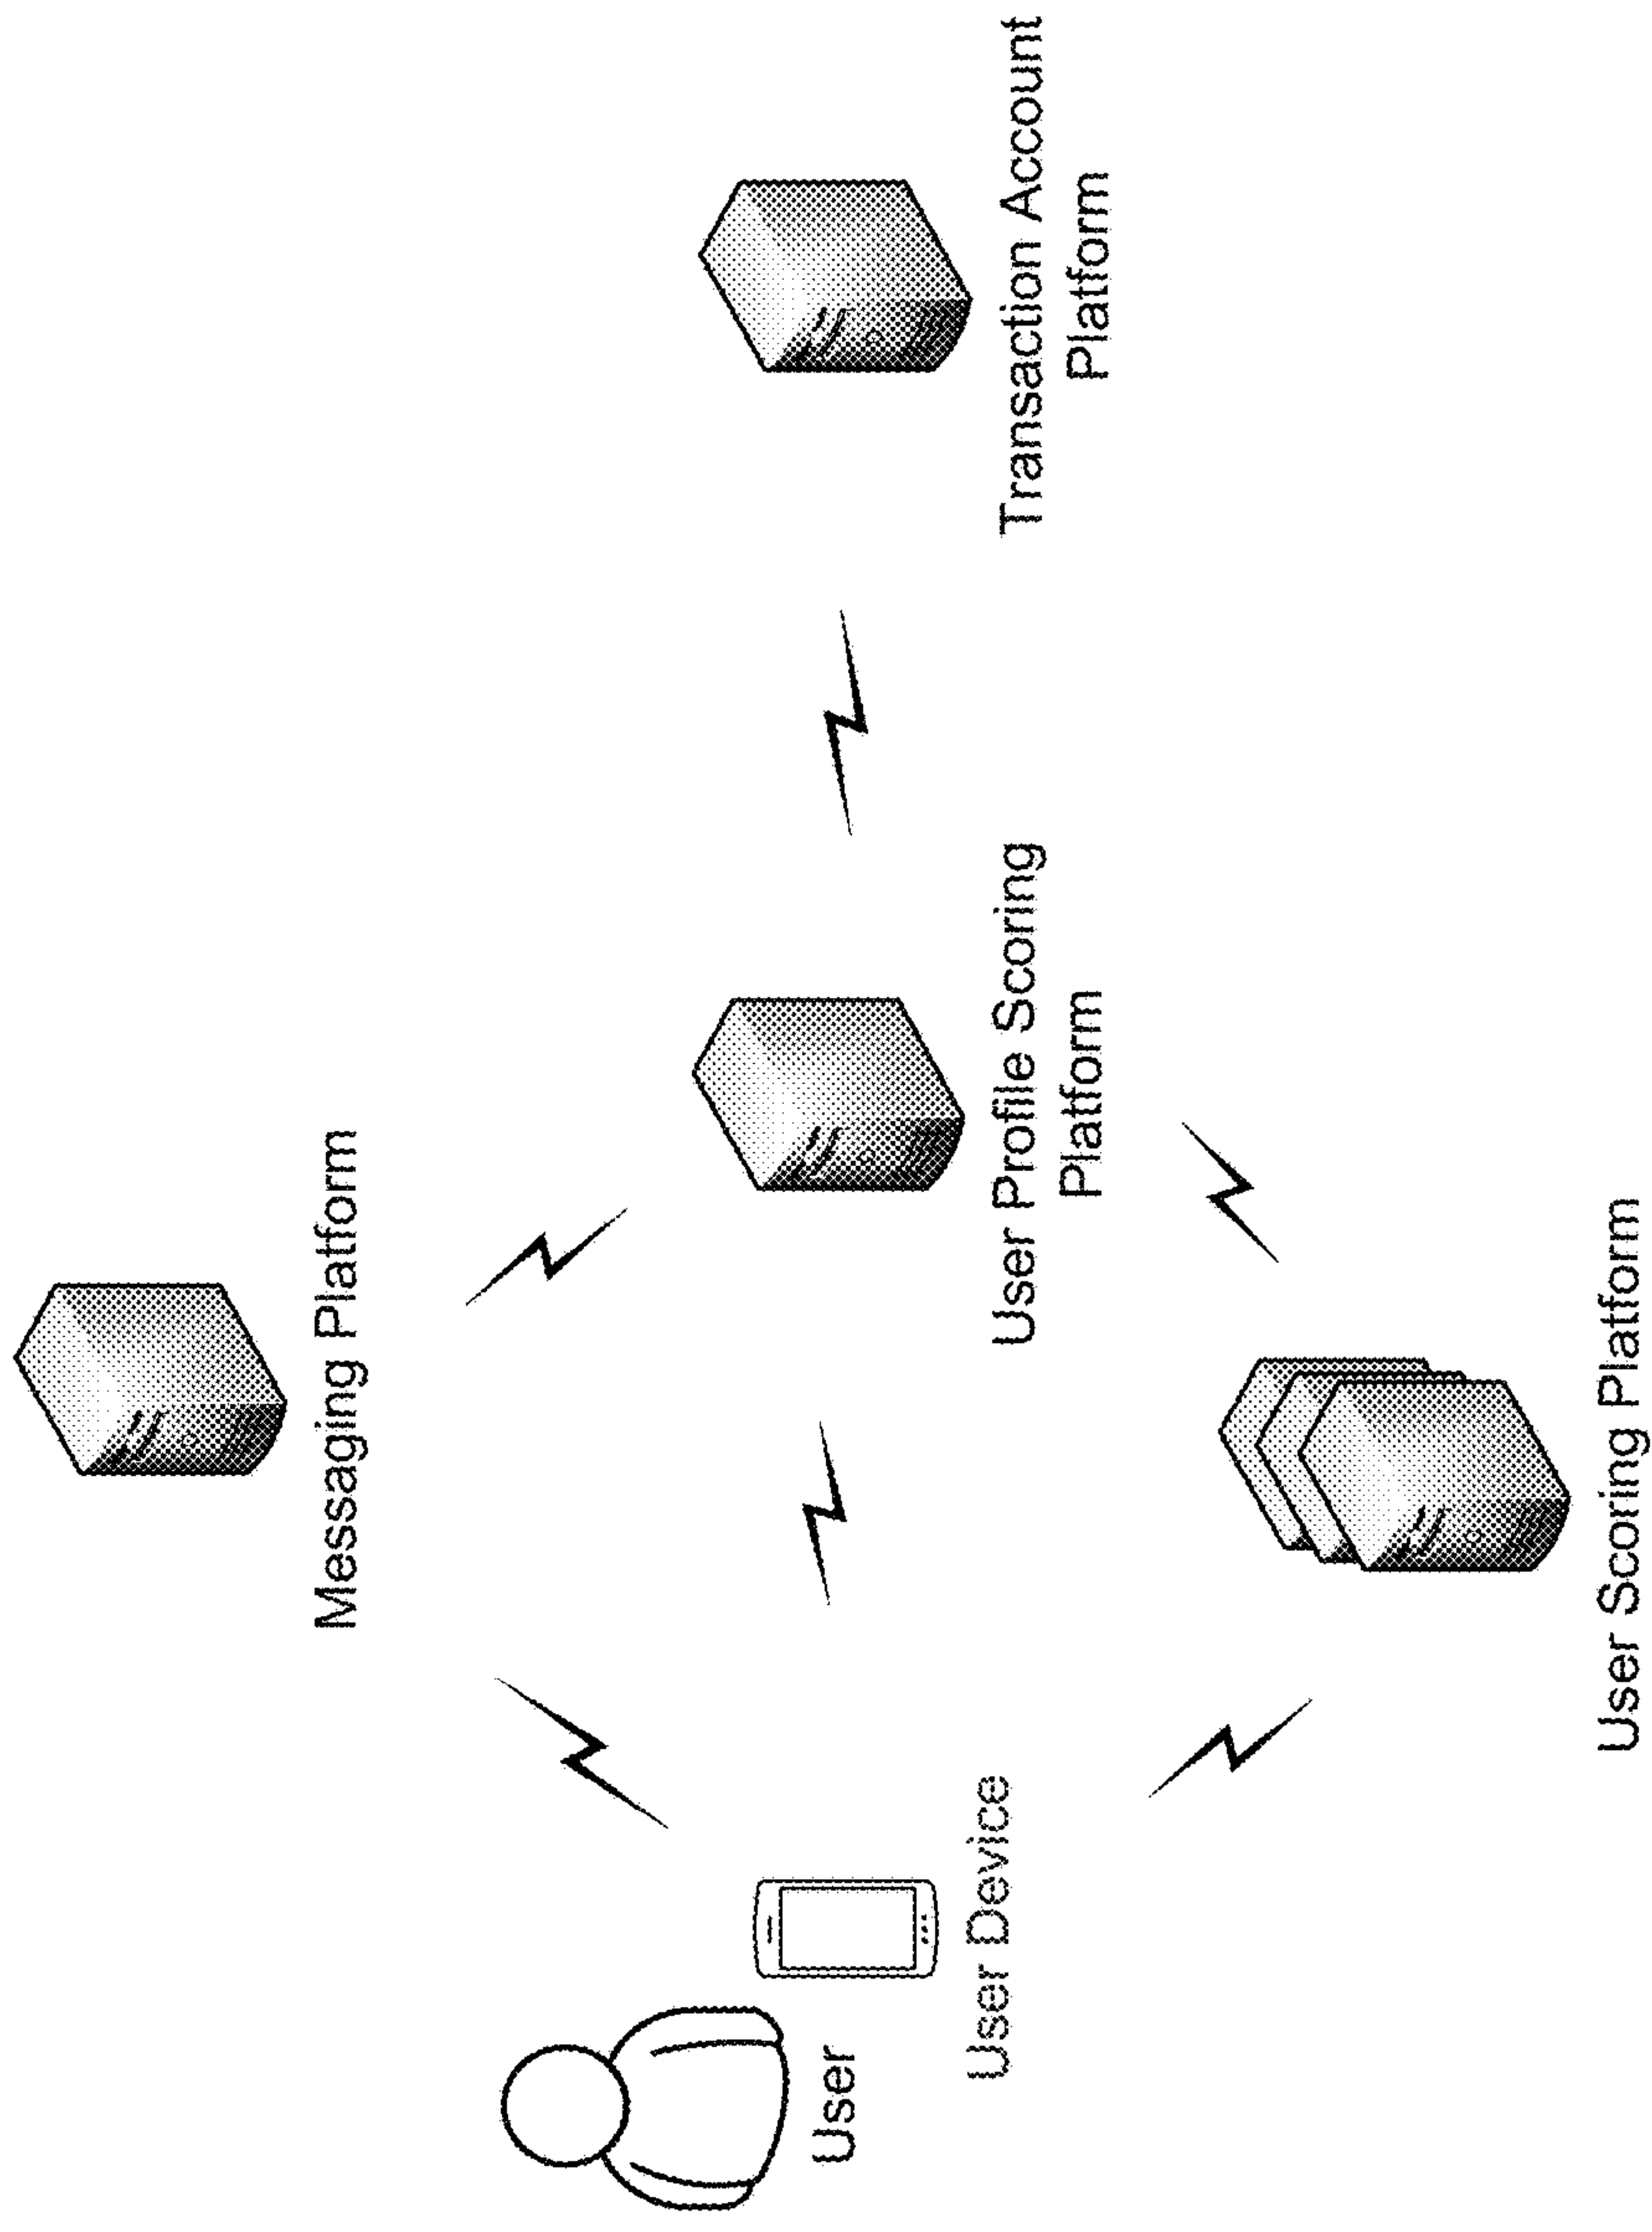 Messaging Platform
User
User Device
User Profile Scoring
Platform
Transaction Account
Platform
User Scoring Platform